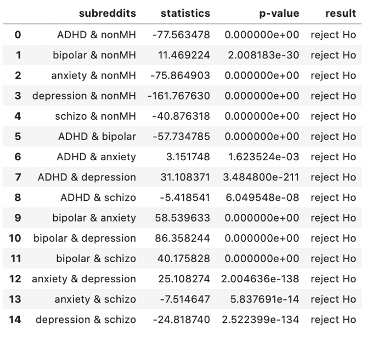 subreddits statistics p-value result
0 ADHD & nonMH -77.563478 0.000000e+00 reject Ho
1 bipolar & nonMH 11.469224 2.008183e-30 reject Ho
2 anxiety & nonMH -75.864903 0.000000e+00 reject Ho
3 depression & nonMH -161.767630 0.000000e+00 reject Ho
4 schizo & nonMH -40.876318 0.000000e+00 reject Ho
5 ADHD & bipolar -57.734785 0.000000e+00 reject Ho
6 ADHD & anxiety 3.151748 1.623524e-03 reject Ho
7 ADHD & depression 31.108371 3.484800e-211 reject Ho
8 ADHD & schizo -5.418541 6.049548e-08 reject Ho
9 bipolar & anxiety 58.539633 0.000000e+00 reject Ho
10 bipolar & depression 86.358244 0.000000e+00 reject Ho
11 bipolar & schizo 40.175828 0.000000e+00 reject Ho
12 anxiety & depression 25.108274 2.004636e-138 reject Ho
13 anxiety & schizo -7.514647 5.837691e-14 reject Ho
14 depression & schizo -24.818740 2.522399e-134 reject Ho